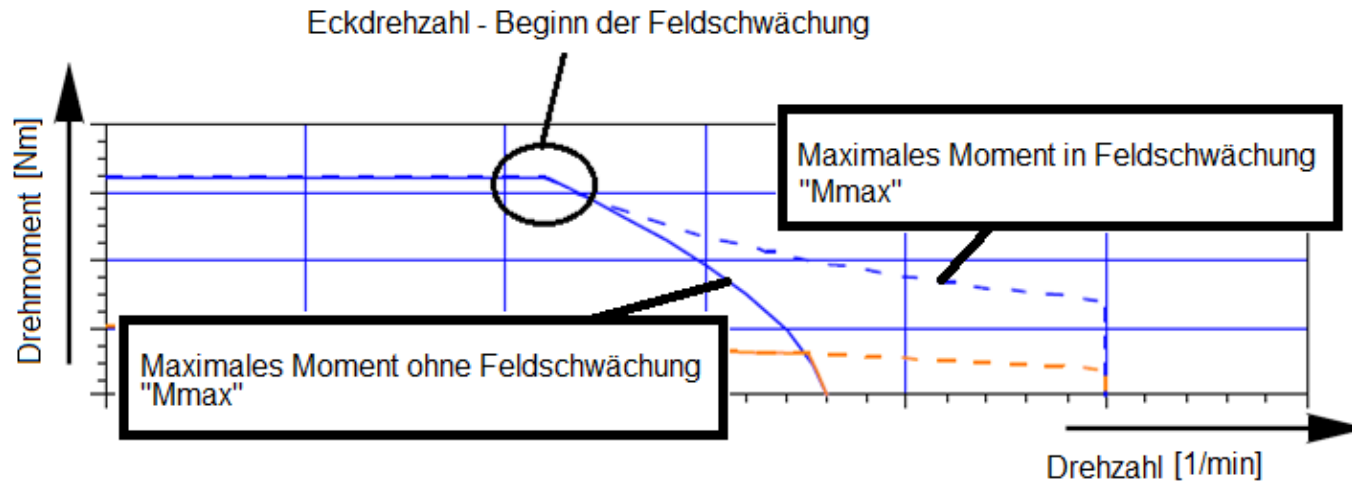 Eckdrehzahl - Beginn der Feldschwächung
Drehmoment [Nm]
Maximales Moment in Feldschwächung
"Mmax"
Maximales Moment ohne Feldschwächung
"Mmax"
Drehzahl [1/min]